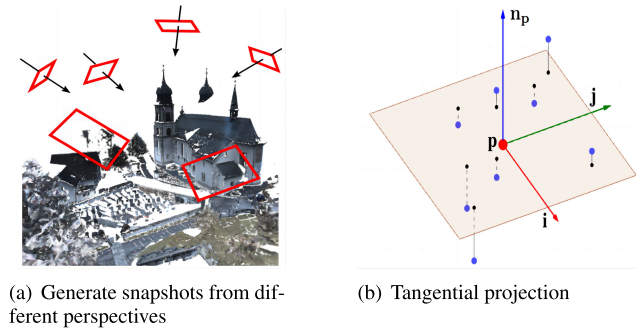 n_p
j
p
i
(a) Generate snapshots from dif-
ferent perspectives
(b) Tangential projection